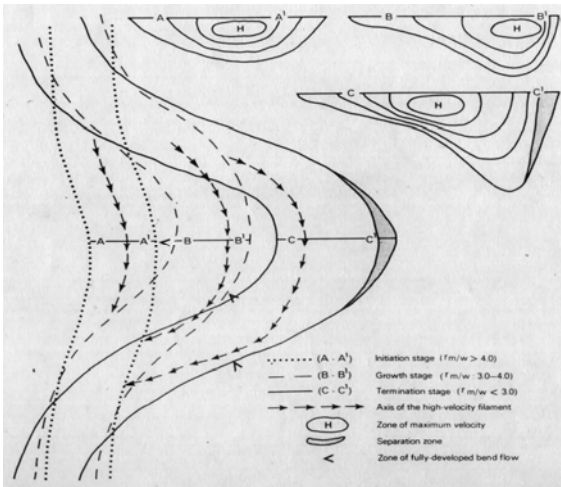 A A¹
H
B B¹
H
C C¹
H
A A¹ B B¹ C C¹
(A - A¹) Initiation stage (ʳm/w > 4.0)
(B - B¹) Growth stage (ʳm/w : 3.0–4.0)
(C - C¹) Termination stage (ʳm/w < 3.0)
Axis of the high-velocity filament
H Zone of maximum velocity
Separation zone
Zone of fully-developed bend flow